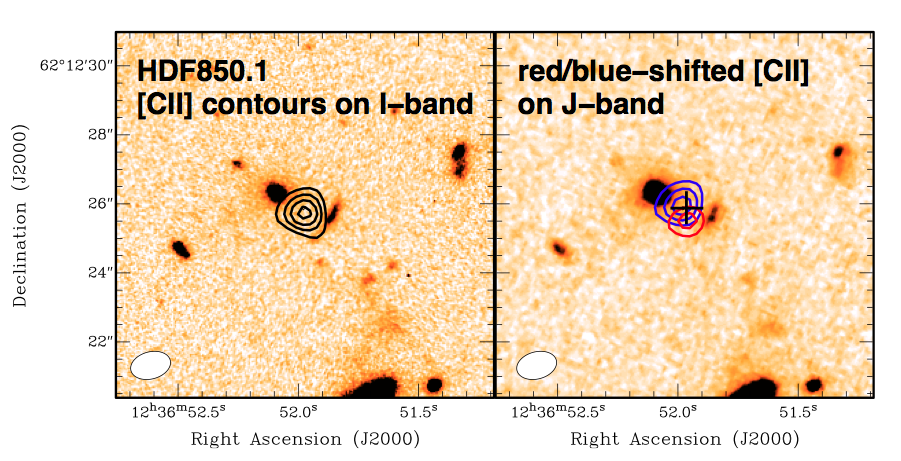 HDF850.1
[CII] contours on I–band
red/blue–shifted [CII]
on J–band
62°12′30″
28″
26″
24″
22″
Declination (J2000)
12ʰ36ᵐ52.5ˢ 52.0ˢ 51.5ˢ
12ʰ36ᵐ52.5ˢ 52.0ˢ 51.5ˢ
Right Ascension (J2000)
Right Ascension (J2000)